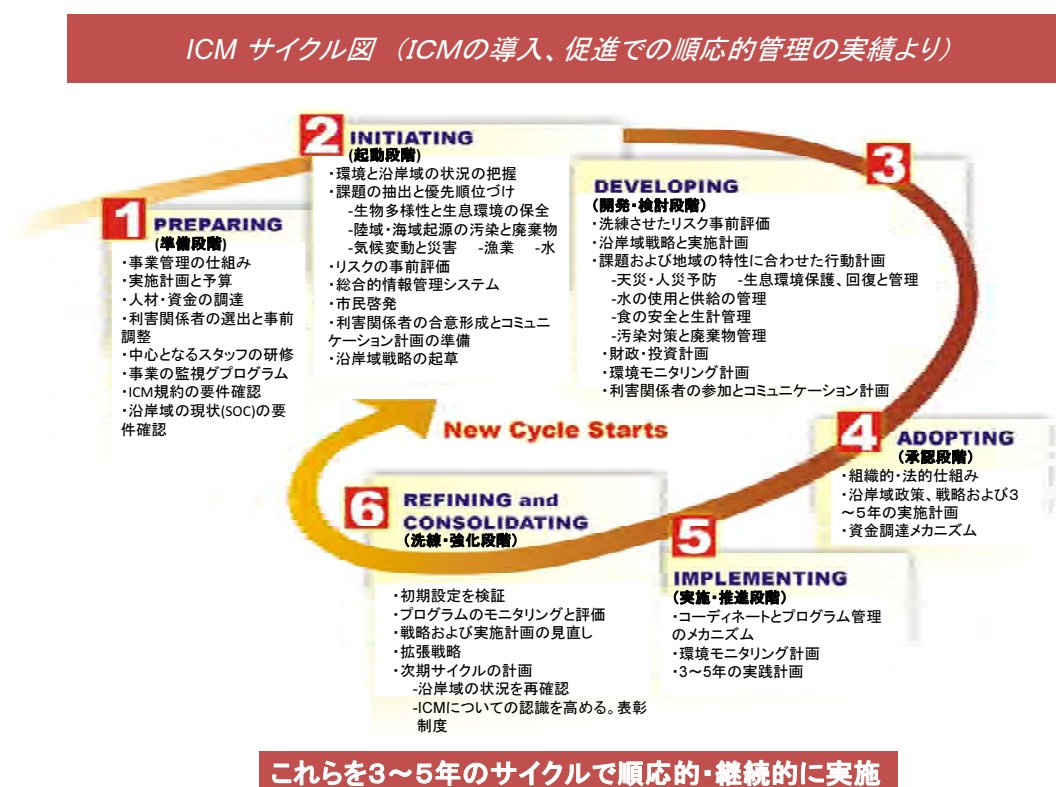 ICM サイクル図 （ICMの導入、促進での順応的管理の実績より）
1
PREPARING
(準備段階)
・事業管理の仕組み
・実施計画と予算
・人材・資金の調達
・利害関係者の選出と事前
調整
・中心となるスタッフの研修
・事業の監視グプログラム
・ICM規約の要件確認
・沿岸域の現状(SOC)の要
件確認
2
INITIATING
(起動段階)
・環境と沿岸域の状況の把握
・課題の抽出と優先順位づけ
-生物多様性と生息環境の保全
-陸域・海域起源の汚染と廃棄物
-気候変動と災害 -漁業 -水
・リスクの事前評価
・総合的情報管理システム
・市民啓発
・利害関係者の合意形成とコミュニ
ケーション計画の準備
・沿岸域戦略の起草
3
DEVELOPING
（開発・検討段階）
・洗練させたリスク事前評価
・沿岸域戦略と実施計画
・課題および地域の特性に合わせた行動計画
-天災・人災予防 -生息環境保護、回復と管理
-水の使用と供給の管理
-食の安全と生計管理
-汚染対策と廃棄物管理
・財政・投資計画
・環境モニタリング計画
・利害関係者の参加とコミュニケーション計画
4
ADOPTING
（承認段階）
・組織的・法的仕組み
・沿岸域政策、戦略および３
～５年の実施計画
・資金調達メカニズム
5
IMPLEMENTING
（実施・推進段階）
・コーディネートとプログラム管理
のメカニズム
・環境モニタリング計画
・3～5年の実践計画
6
REFINING and
CONSOLIDATING
（洗練・強化段階）
・初期設定を検証
・プログラムのモニタリングと評価
・戦略および実施計画の見直し
・拡張戦略
・次期サイクルの計画
-沿岸域の状況を再確認
-ICMについての認識を高める。表彰
制度
New Cycle Starts
これらを３～５年のサイクルで順応的・継続的に実施